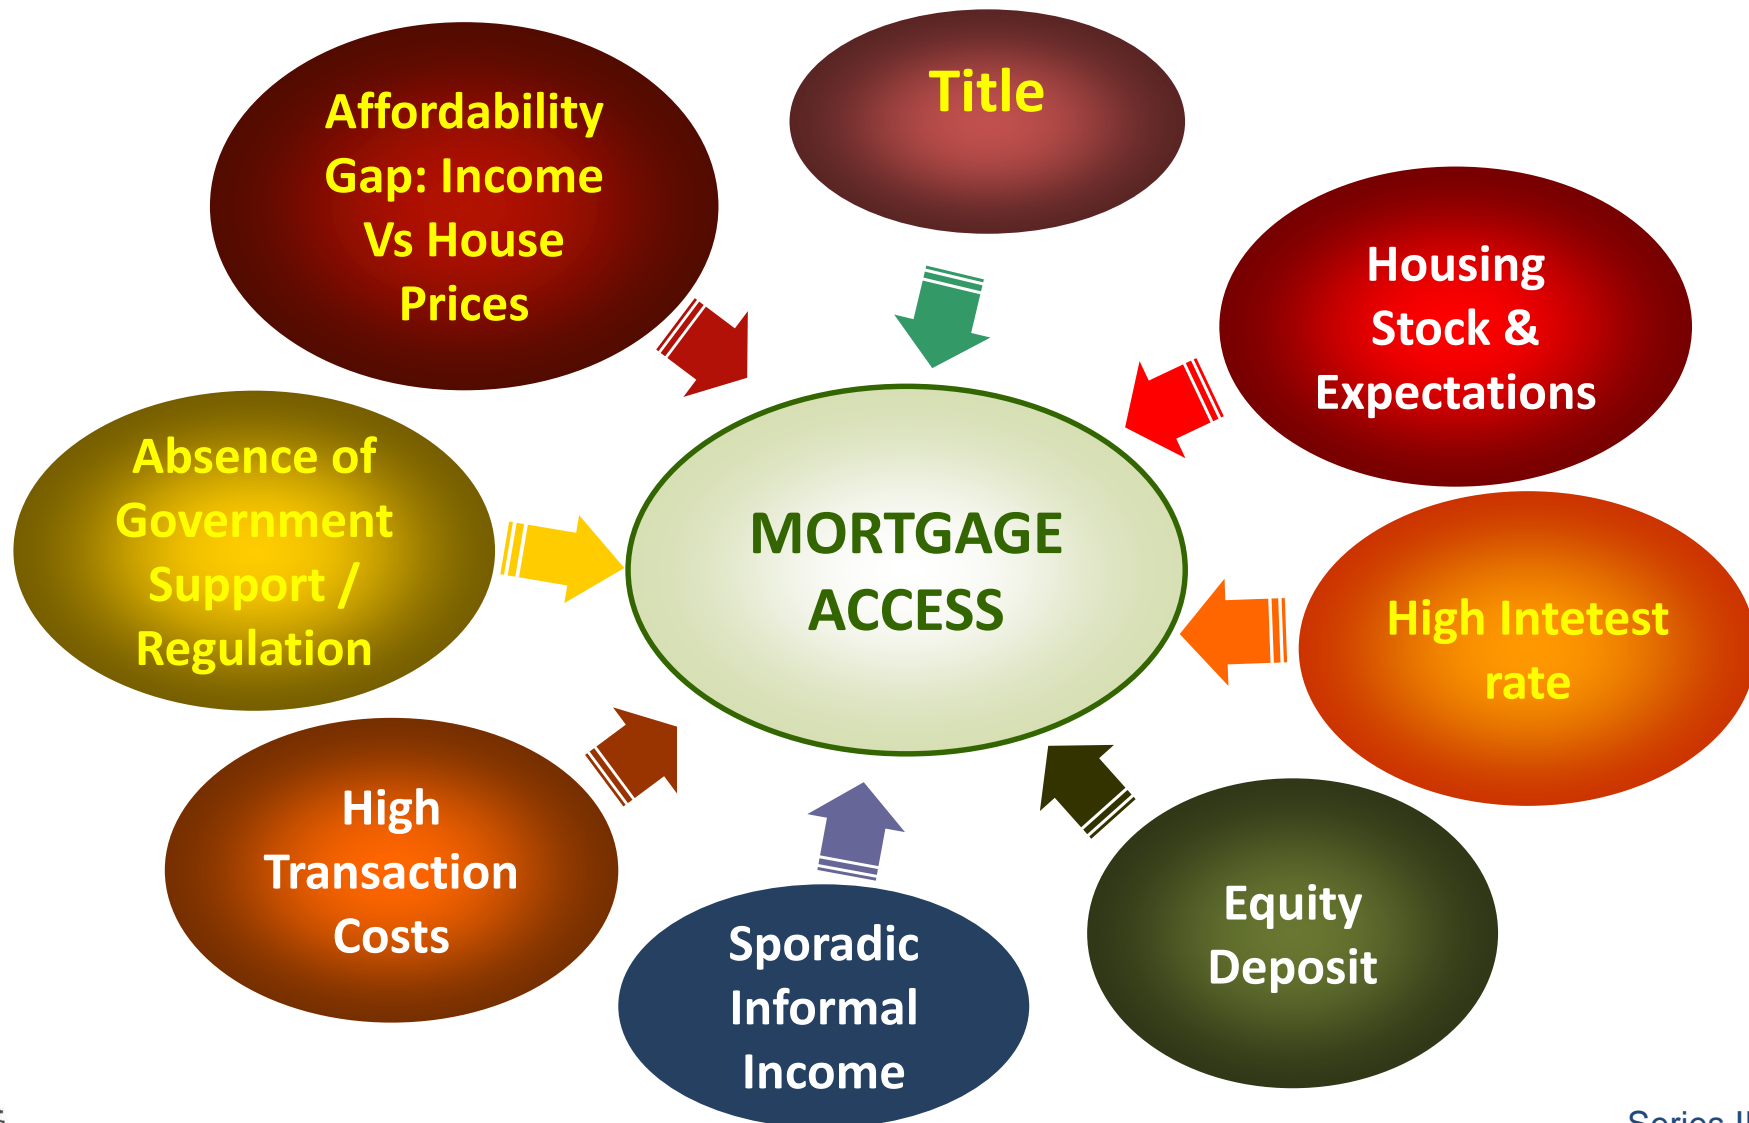 Title
Affordability
Gap: Income
Vs House
Prices
Housing
Stock &
Expectations
Absence of
Government
Support /
Regulation
MORTGAGE
ACCESS
High Intetest
rate
High
Transaction
Costs
Equity
Deposit
Sporadic
Informal
Income
Series